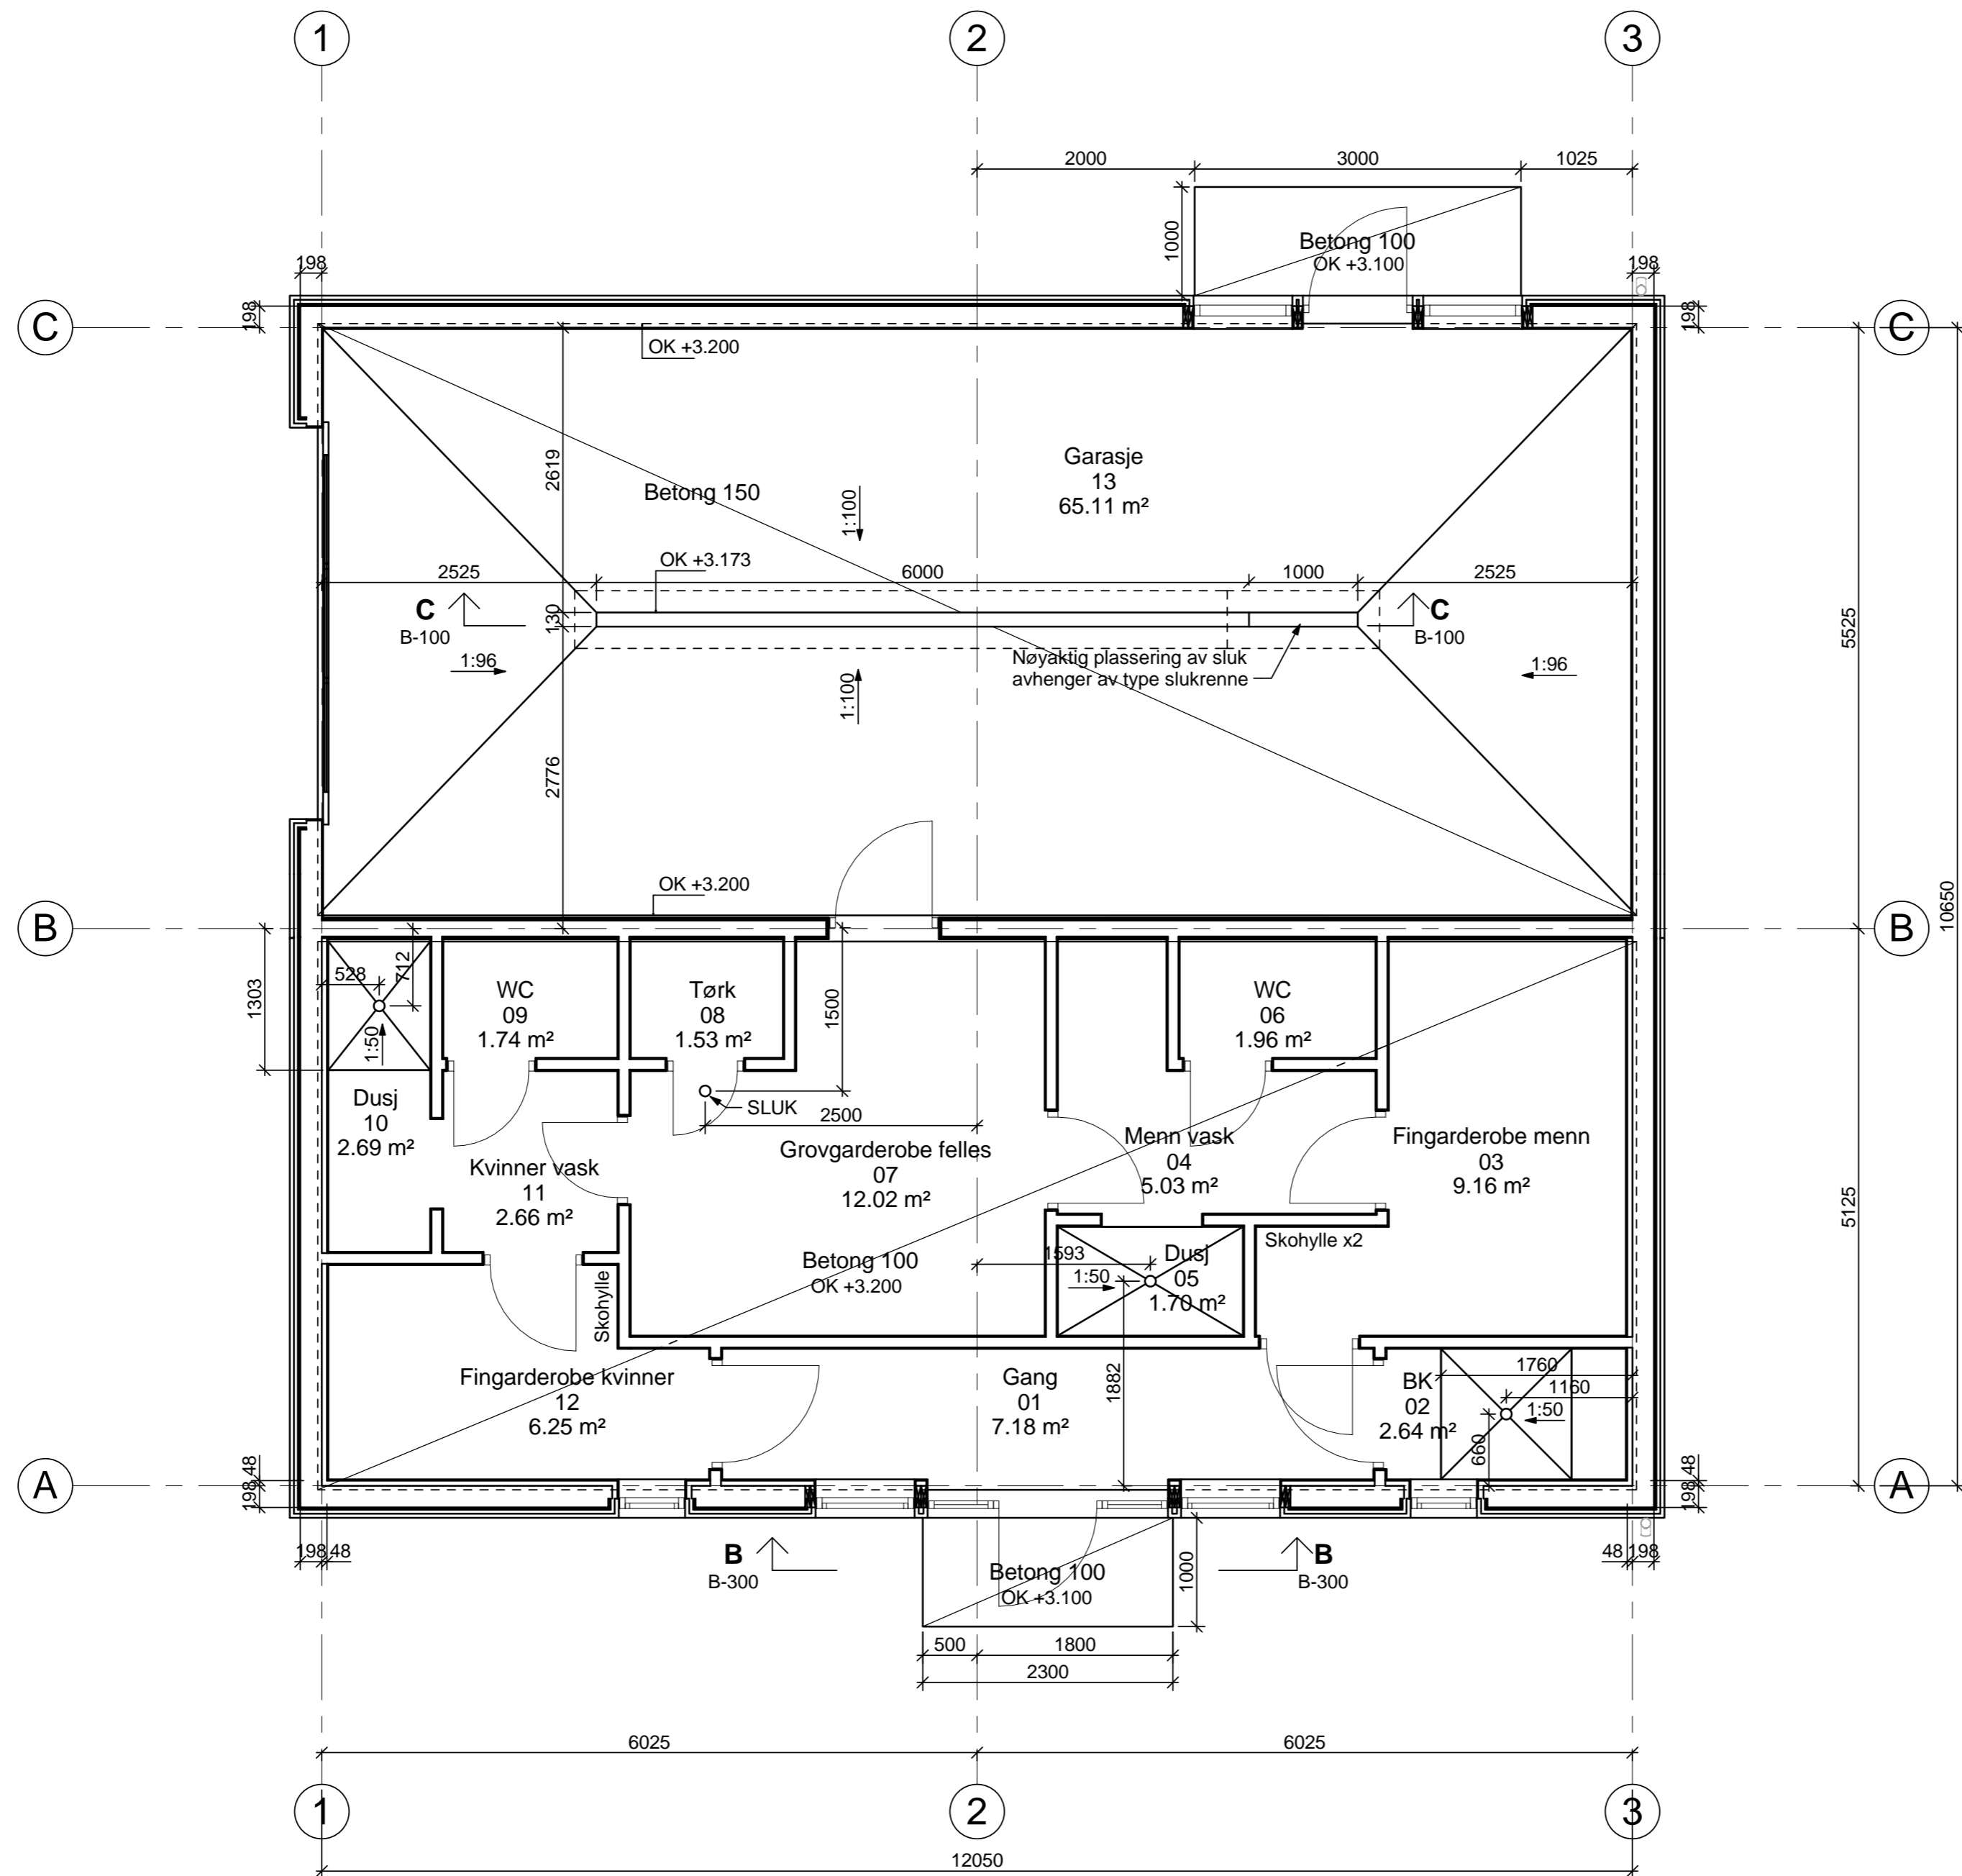 1
2
3
2000
3000
1025
1000
Betong 100
OK +3.100
198
198
198
198
C
C
OK +3.200
2619
Garasje
13
65.11 m²
Betong 150
1:100
OK +3.173
2525
6000
1000
2525
C
B-100
130
C
B-100
Nøyaktig plassering av sluk
avhenger av type slukrenne
1:96
1:96
1:100
5525
10650
2776
OK +3.200
B
B
528
712
1303
1:50
WC
09
1.74 m²
Tørk
08
1.53 m²
1500
WC
06
1.96 m²
Dusj
10
2.69 m²
SLUK
2500
Kvinner vask
11
2.66 m²
Grovgarderobe felles
07
12.02 m²
Menn vask
04
5.03 m²
Fingarderobe menn
03
9.16 m²
5125
Skohylle x2
1593
Dusj
05
1.70 m²
1:50
Betong 100
OK +3.200
Skohylle
1882
Fingarderobe kvinner
12
6.25 m²
Gang
01
7.18 m²
BK
02
2.64 m²
1760
1160
1:50
660
A
A
48
198
48
198
198
48
48
198
B
B-300
B
B-300
Betong 100
OK +3.100
1000
500
1800
2300
6025
6025
1
2
3
12050